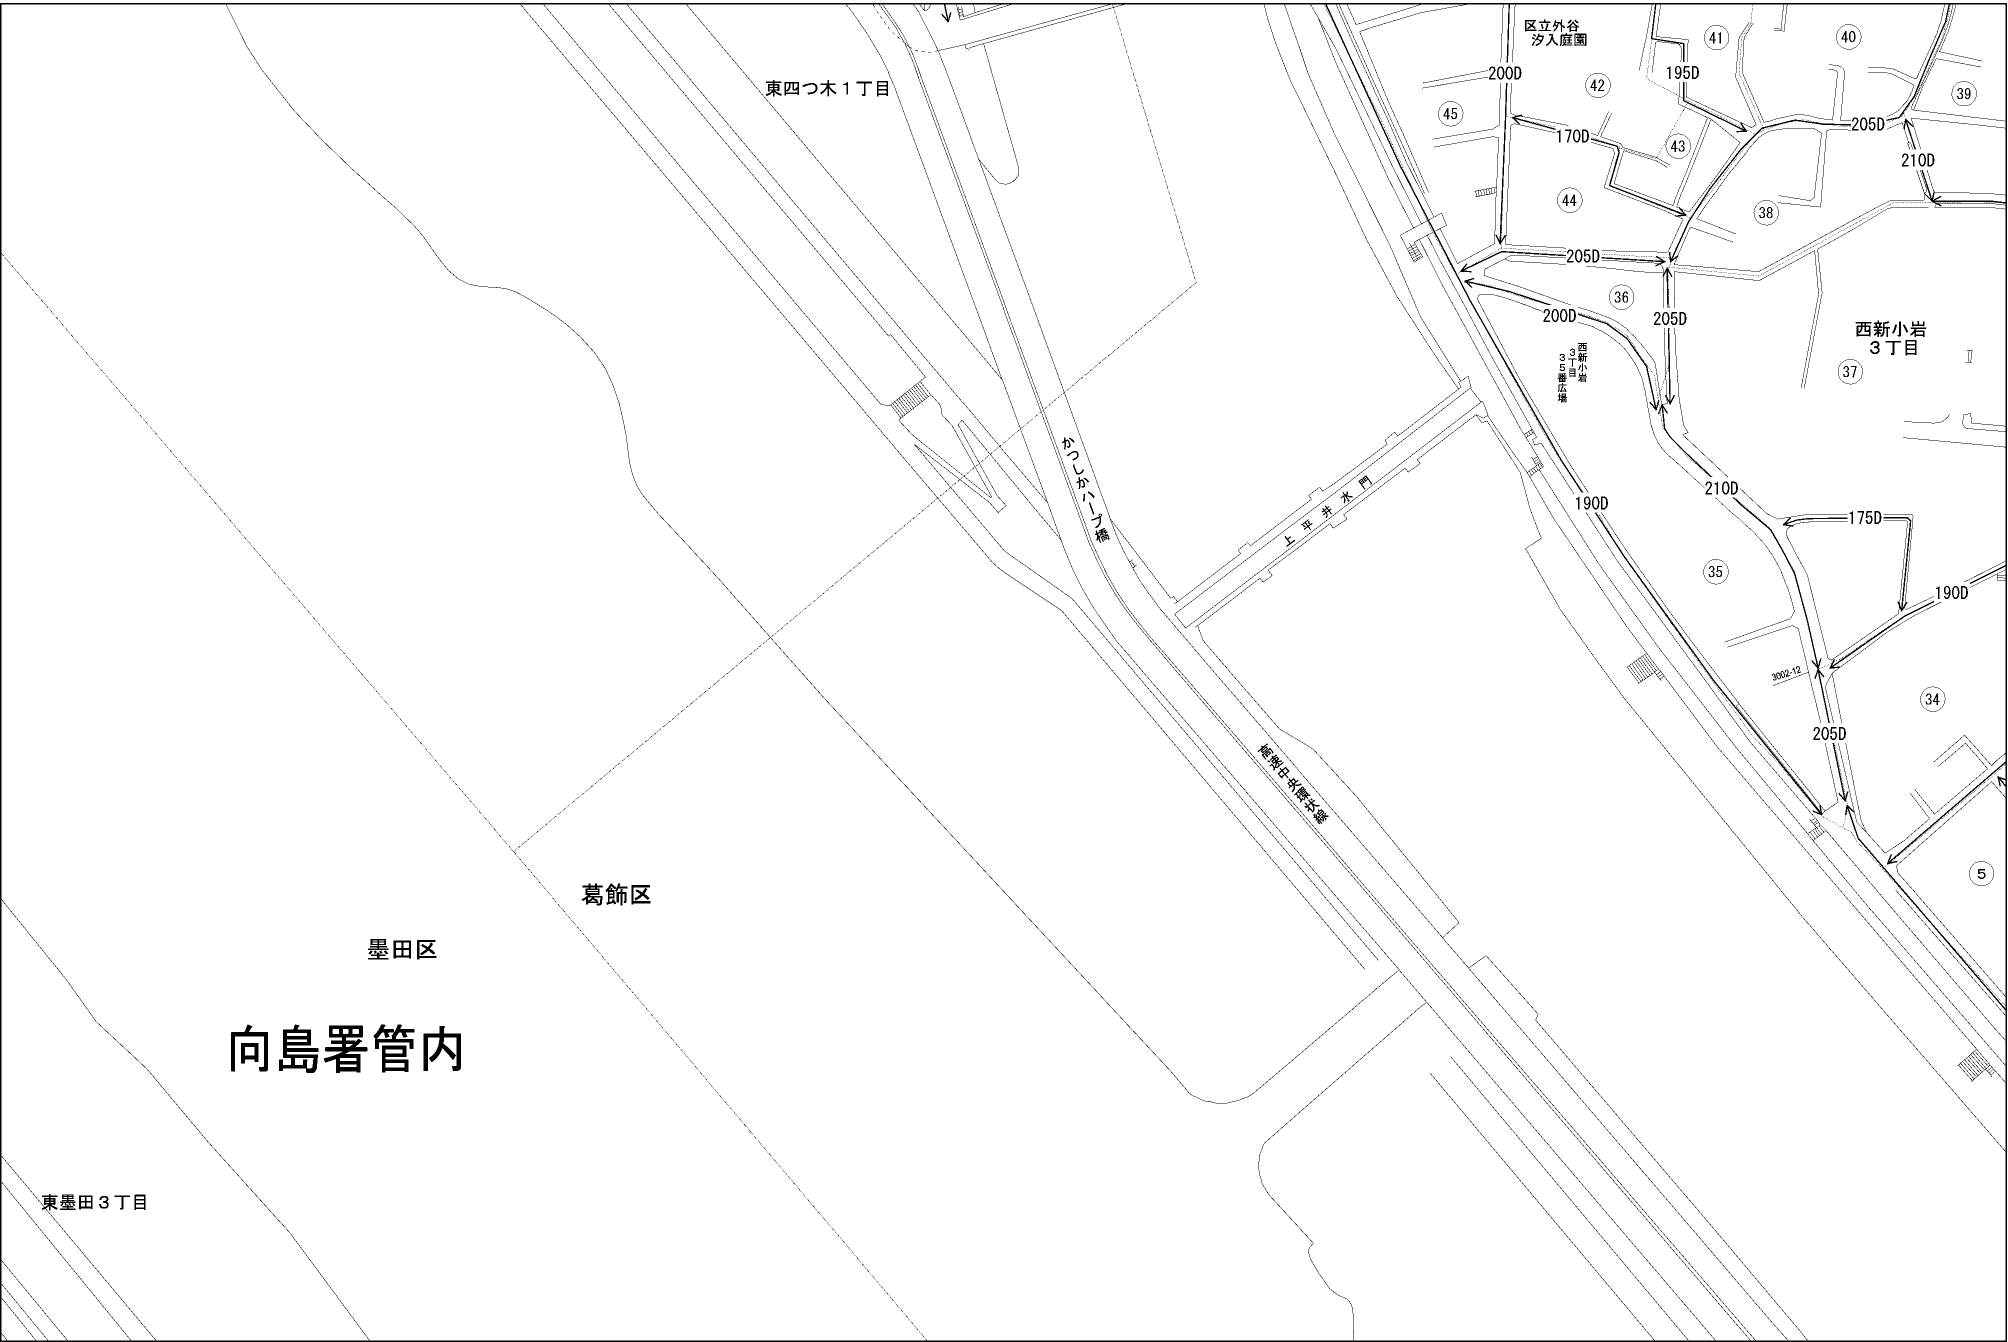 区立外谷
汐入庭園
41
40
200D
195D
東四つ木１丁目
42
39
45
205D
170D
43
210D
44
38
205D
36
200D
205D
西新小岩
３丁目
西新小岩
３丁目
３５番広場
37
かつしかハープ橋
上平井水門
190D
210D
175D
35
190D
3002-12
34
205D
高速中央環状線
5
葛飾区
墨田区
向島署管内
東墨田３丁目